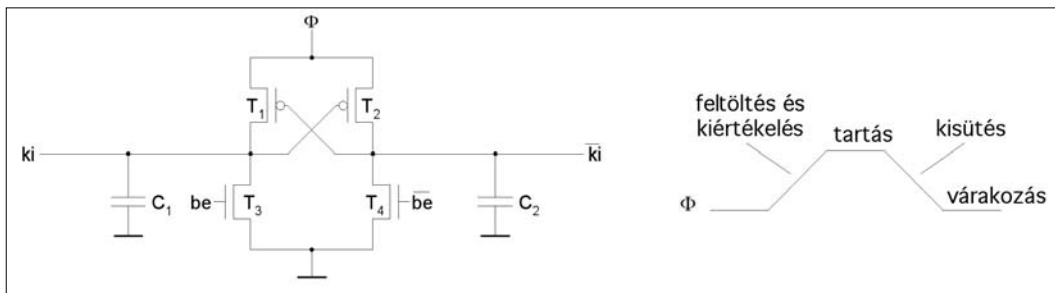 Φ
T₁
T₂
ki
k̅i̅
C₁
be
T₃
T₄
b̅e̅
C₂
feltöltés és
kiértékelés
tartás
kisütés
Φ
várakozás